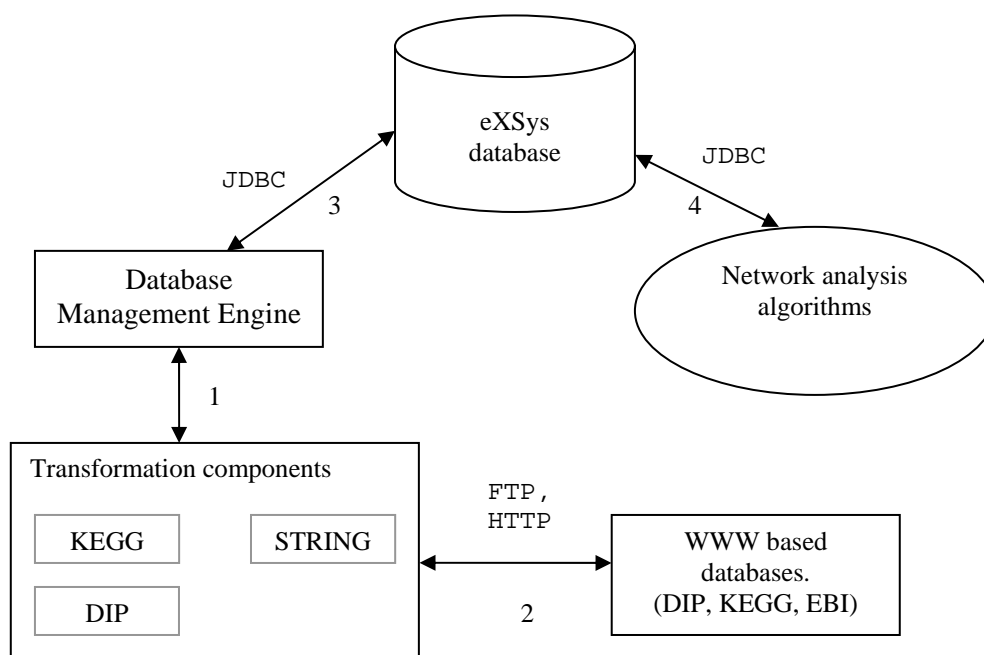 eXSys
database
JDBC
3
JDBC
4
Database
Management Engine
Network analysis
algorithms
1
Transformation components
KEGG
STRING
DIP
FTP,
HTTP
2
WWW based
databases.
(DIP, KEGG, EBI)